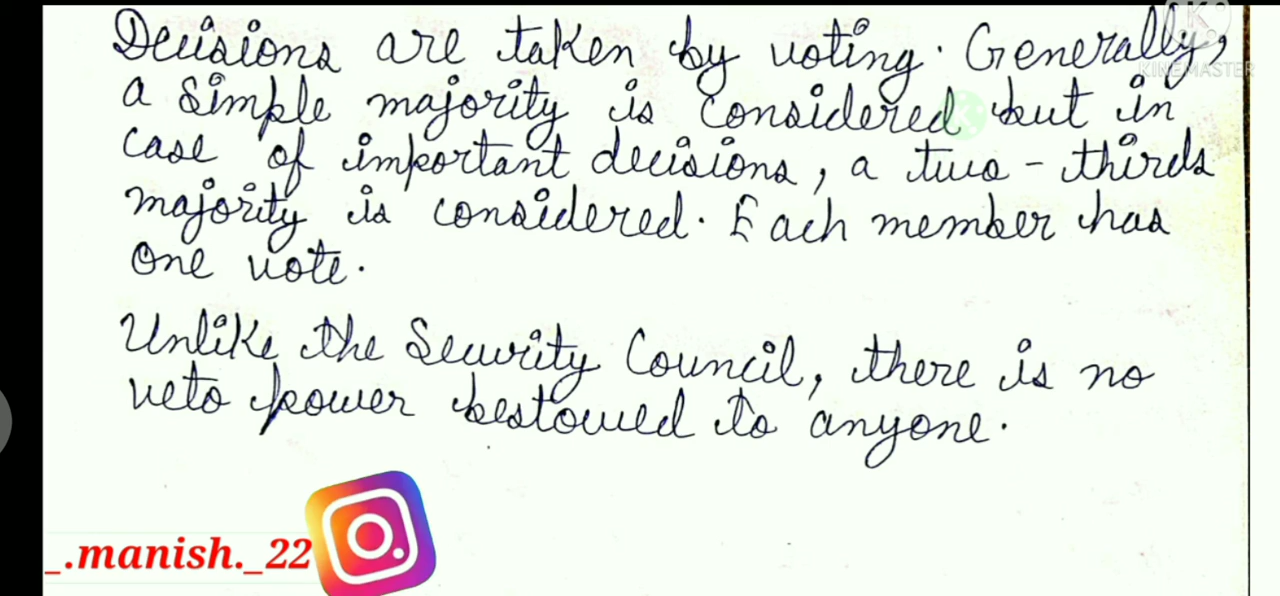 Decisions are taken by voting. Generally,
a simple majority is considered but in
case of important decisions, a two-thirds
majority is considered. Each member has
one vote.
Unlike the Security Council, there is no
veto power bestowed to anyone.
K
KINEMASTER
_.manish._22